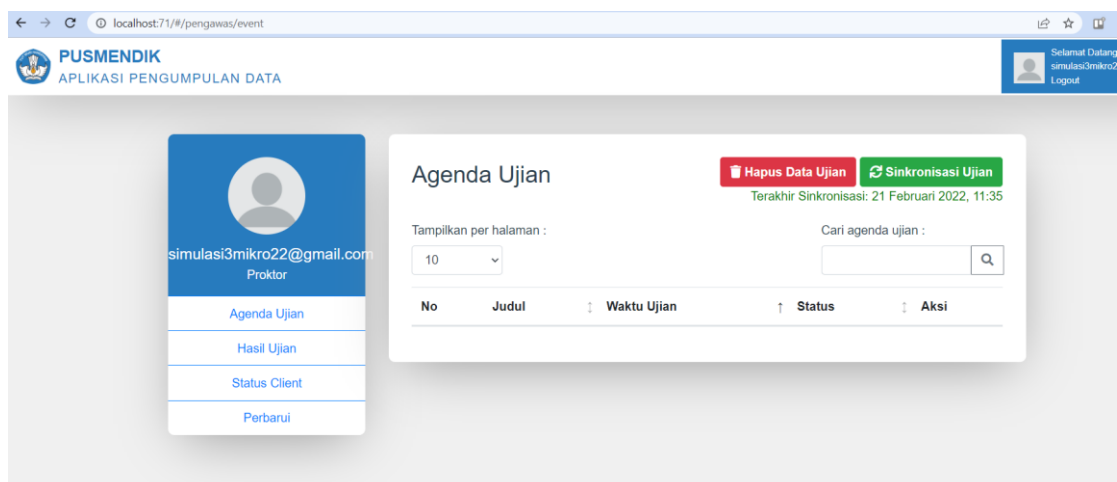 localhost:71/#/pengawas/event
PUSMENDIK
APLIKASI PENGUMPULAN DATA
Selamat Datang
simulasi3mikro2
Logout
simulasi3mikro22@gmail.com
Proktor
Agenda Ujian
Hasil Ujian
Status Client
Perbarui
Agenda Ujian
Hapus Data Ujian
Sinkronisasi Ujian
Terakhir Sinkronisasi: 21 Februari 2022, 11:35
Tampilkan per halaman :
Cari agenda ujian :
10
No Judul Waktu Ujian Status Aksi